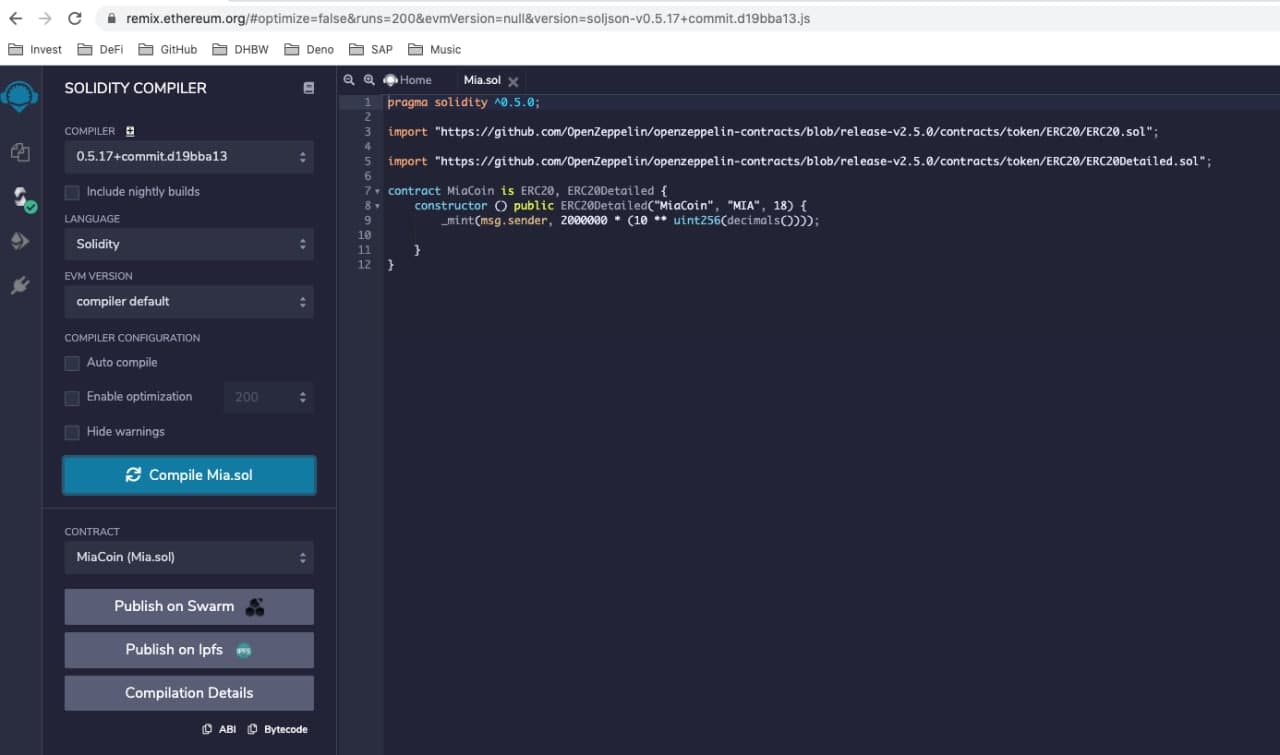 remix.ethereum.org/#optimize=false&runs=200&evmVersion=null&version=soljson-v0.5.17+commit.d19bba13.js
Invest DeFi GitHub DHBW Deno SAP Music
SOLIDITY COMPILER
COMPILER
0.5.17+commit.d19bba13
Include nightly builds
LANGUAGE
Solidity
EVM VERSION
compiler default
COMPILER CONFIGURATION
Auto compile
Enable optimization 200
Hide warnings
Compile Mia.sol
CONTRACT
MiaCoin (Mia.sol)
Publish on Swarm
Publish on Ipfs IPFS
Compilation Details
ABI Bytecode
Home Mia.sol
1 pragma solidity ^0.5.0;
2
3 import "https://github.com/OpenZeppelin/openzeppelin-contracts/blob/release-v2.5.0/contracts/token/ERC20/ERC20.sol";
4
5 import "https://github.com/OpenZeppelin/openzeppelin-contracts/blob/release-v2.5.0/contracts/token/ERC20/ERC20Detailed.sol";
6
7 contract MiaCoin is ERC20, ERC20Detailed {
8 constructor () public ERC20Detailed("MiaCoin", "MIA", 18) {
9 _mint(msg.sender, 2000000 * (10 ** uint256(decimals())));
10
11 }
12 }